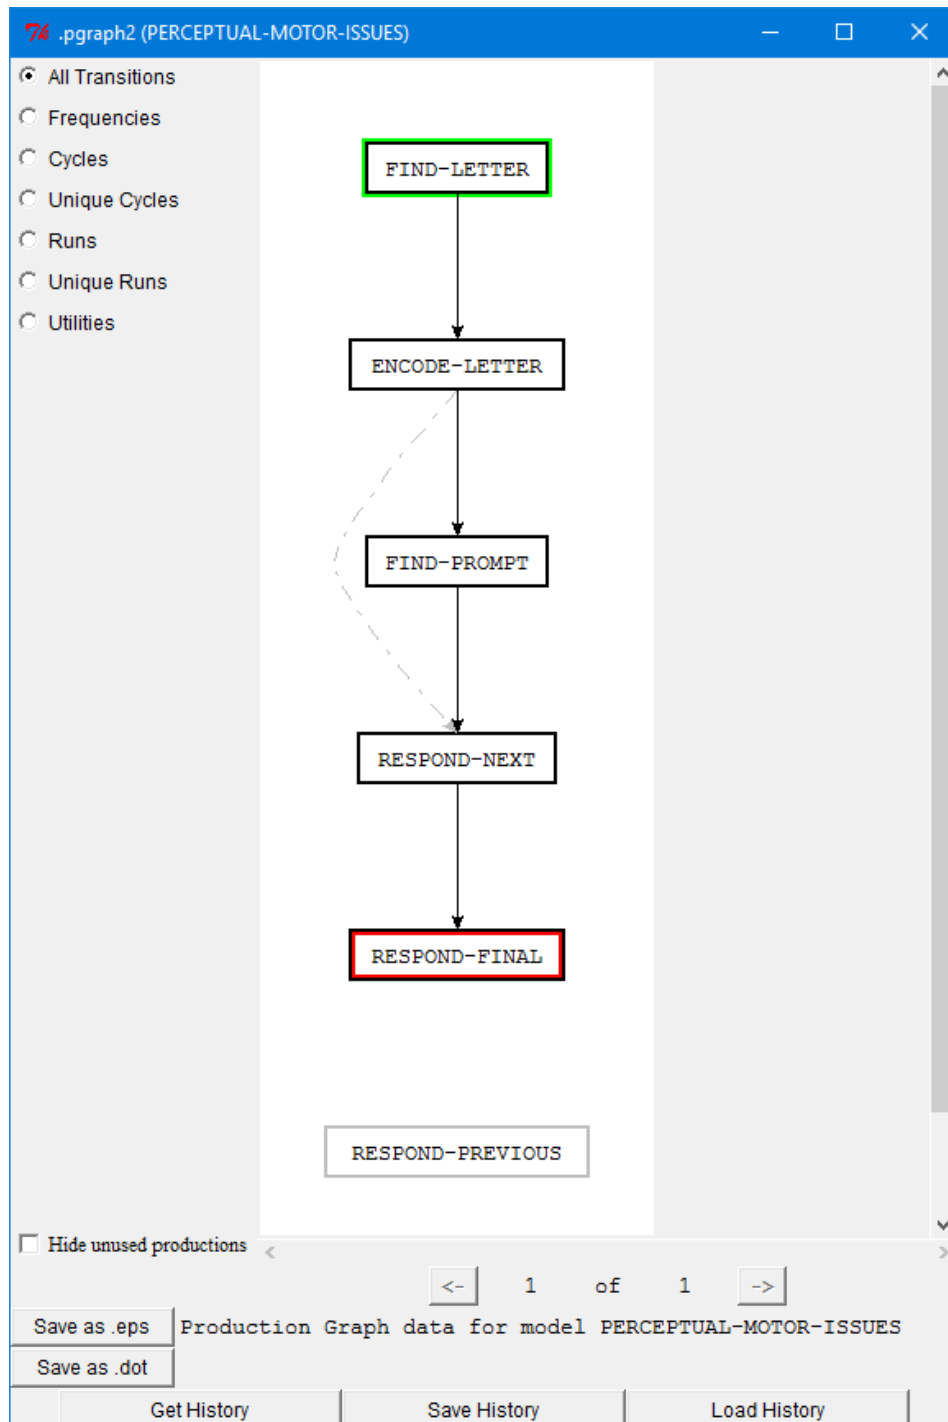 .pgraph2 (PERCEPTUAL-MOTOR-ISSUES)
All Transitions
Frequencies
Cycles
Unique Cycles
Runs
Unique Runs
Utilities
FIND-LETTER
ENCODE-LETTER
FIND-PROMPT
RESPOND-NEXT
RESPOND-FINAL
RESPOND-PREVIOUS
Hide unused productions
<- 1 of 1 ->
Save as .eps Production Graph data for model PERCEPTUAL-MOTOR-ISSUES
Save as .dot
Get History Save History Load History